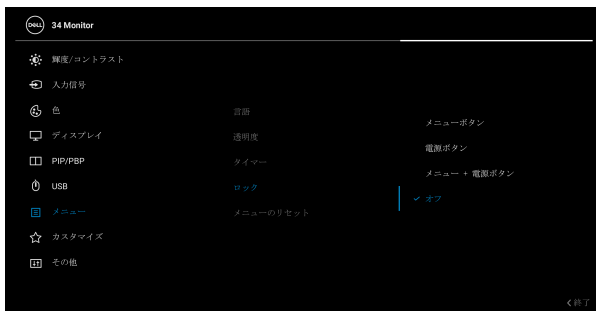 DELL
34 Monitor
輝度/コントラスト
入力信号
色
ディスプレイ
PIP/PBP
USB
メニュー
カスタマイズ
その他
言語
透明度
タイマー
ロック
メニューのリセット
メニューボタン
電源ボタン
メニュー + 電源ボタン
オフ
終了